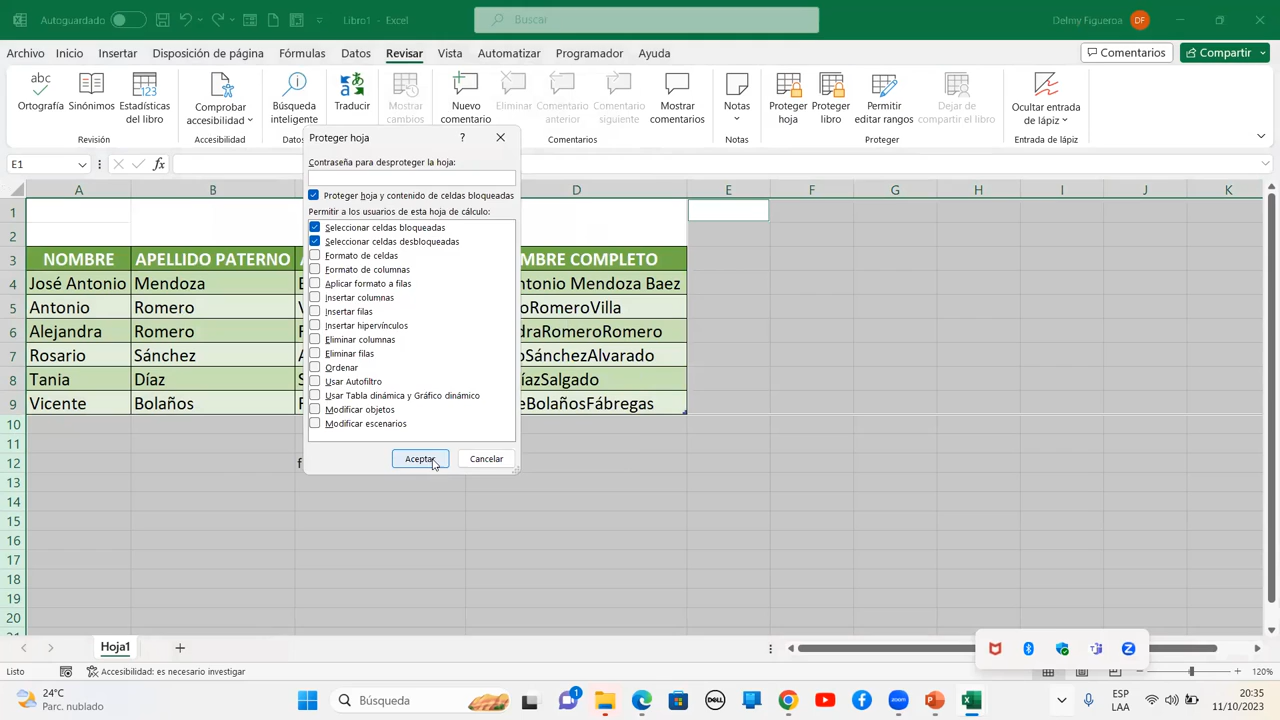 Autoguardado Libro1 - Excel Buscar Delmy Figueroa DF
Archivo Inicio Insertar Disposición de página Fórmulas Datos Revisar Vista Automatizar Programador Ayuda Comentarios Compartir
abc
Ortografía Sinónimos Estadísticas del libro
Revisión
Comprobar accesibilidad
Accesibilidad
Búsqueda inteligente
Traducir
Mostrar cambios
Nuevo comentario
Eliminar Comentario anterior Comentario siguiente Mostrar comentarios
Comentarios
Notas
Notas
Proteger hoja Proteger libro Permitir editar rangos Dejar de compartir el libro
Proteger
Ocultar entrada de lápiz
Entrada de lápiz
E1 fx
Proteger hoja ?
Contraseña para desproteger la hoja:
Proteger hoja y contenido de celdas bloqueadas
Permitir a los usuarios de esta hoja de cálculo:
Seleccionar celdas bloqueadas
Seleccionar celdas desbloqueadas
Formato de celdas
Formato de columnas
Aplicar formato a filas
Insertar columnas
Insertar filas
Insertar hipervínculos
Eliminar columnas
Eliminar filas
Ordenar
Usar Autofiltro
Usar Tabla dinámica y Gráfico dinámico
Modificar objetos
Modificar escenarios
Aceptar Cancelar
A B D E F G H I J K
1
2
3 NOMBRE APELLIDO PATERNO MBRE COMPLETO
4 José Antonio Mendoza ntonio Mendoza Baez
5 Antonio Romero oRomeroVilla
6 Alejandra Romero draRomeroRomero
7 Rosario Sánchez oSánchezAlvarado
8 Tania Díaz íazSalgado
9 Vicente Bolaños eBolañosFábregas
10
11
12 f
13
14
15
16
17
18
19
20
Hoja1
Listo Accesibilidad: es necesario investigar 120%
24°C
Parc. nublado
Búsqueda
1
DELL
zoom
ESP
LAA
20:35
11/10/2023